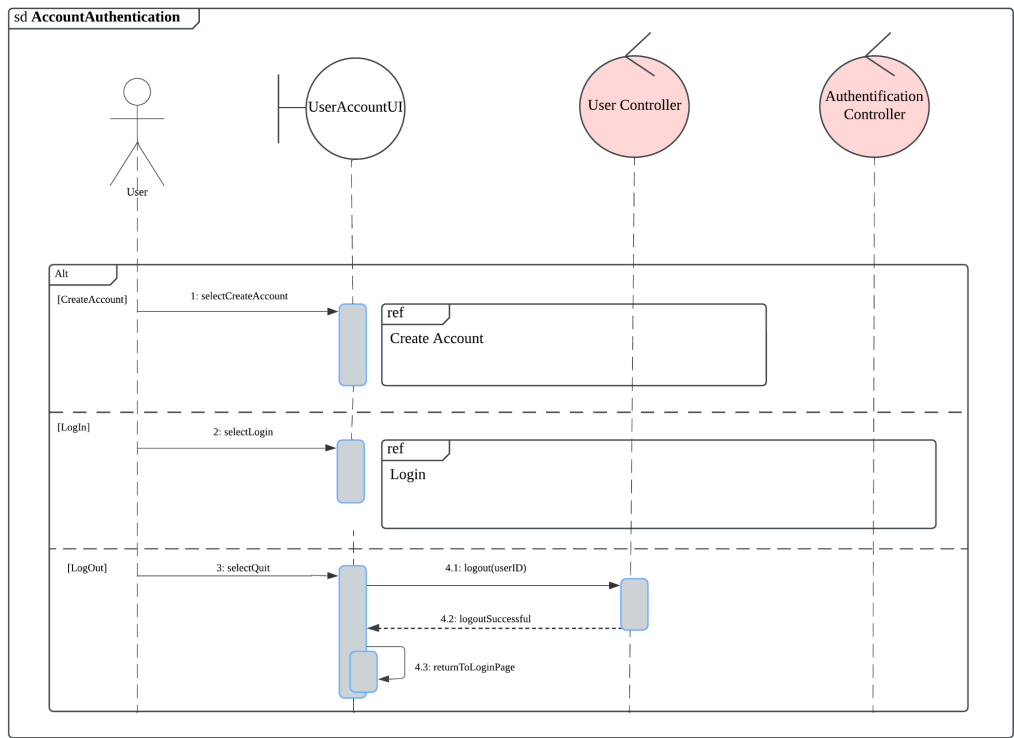 sd AccountAuthentication
UserAccountUI
User Controller
Authentification
Controller
User
Alt
[CreateAccount]
1: selectCreateAccount
ref
Create Account
[LogIn]
2: selectLogin
ref
Login
[LogOut]
3: selectQuit
4.1: logout(userID)
4.2: logoutSuccessful
4.3: returnToLoginPage